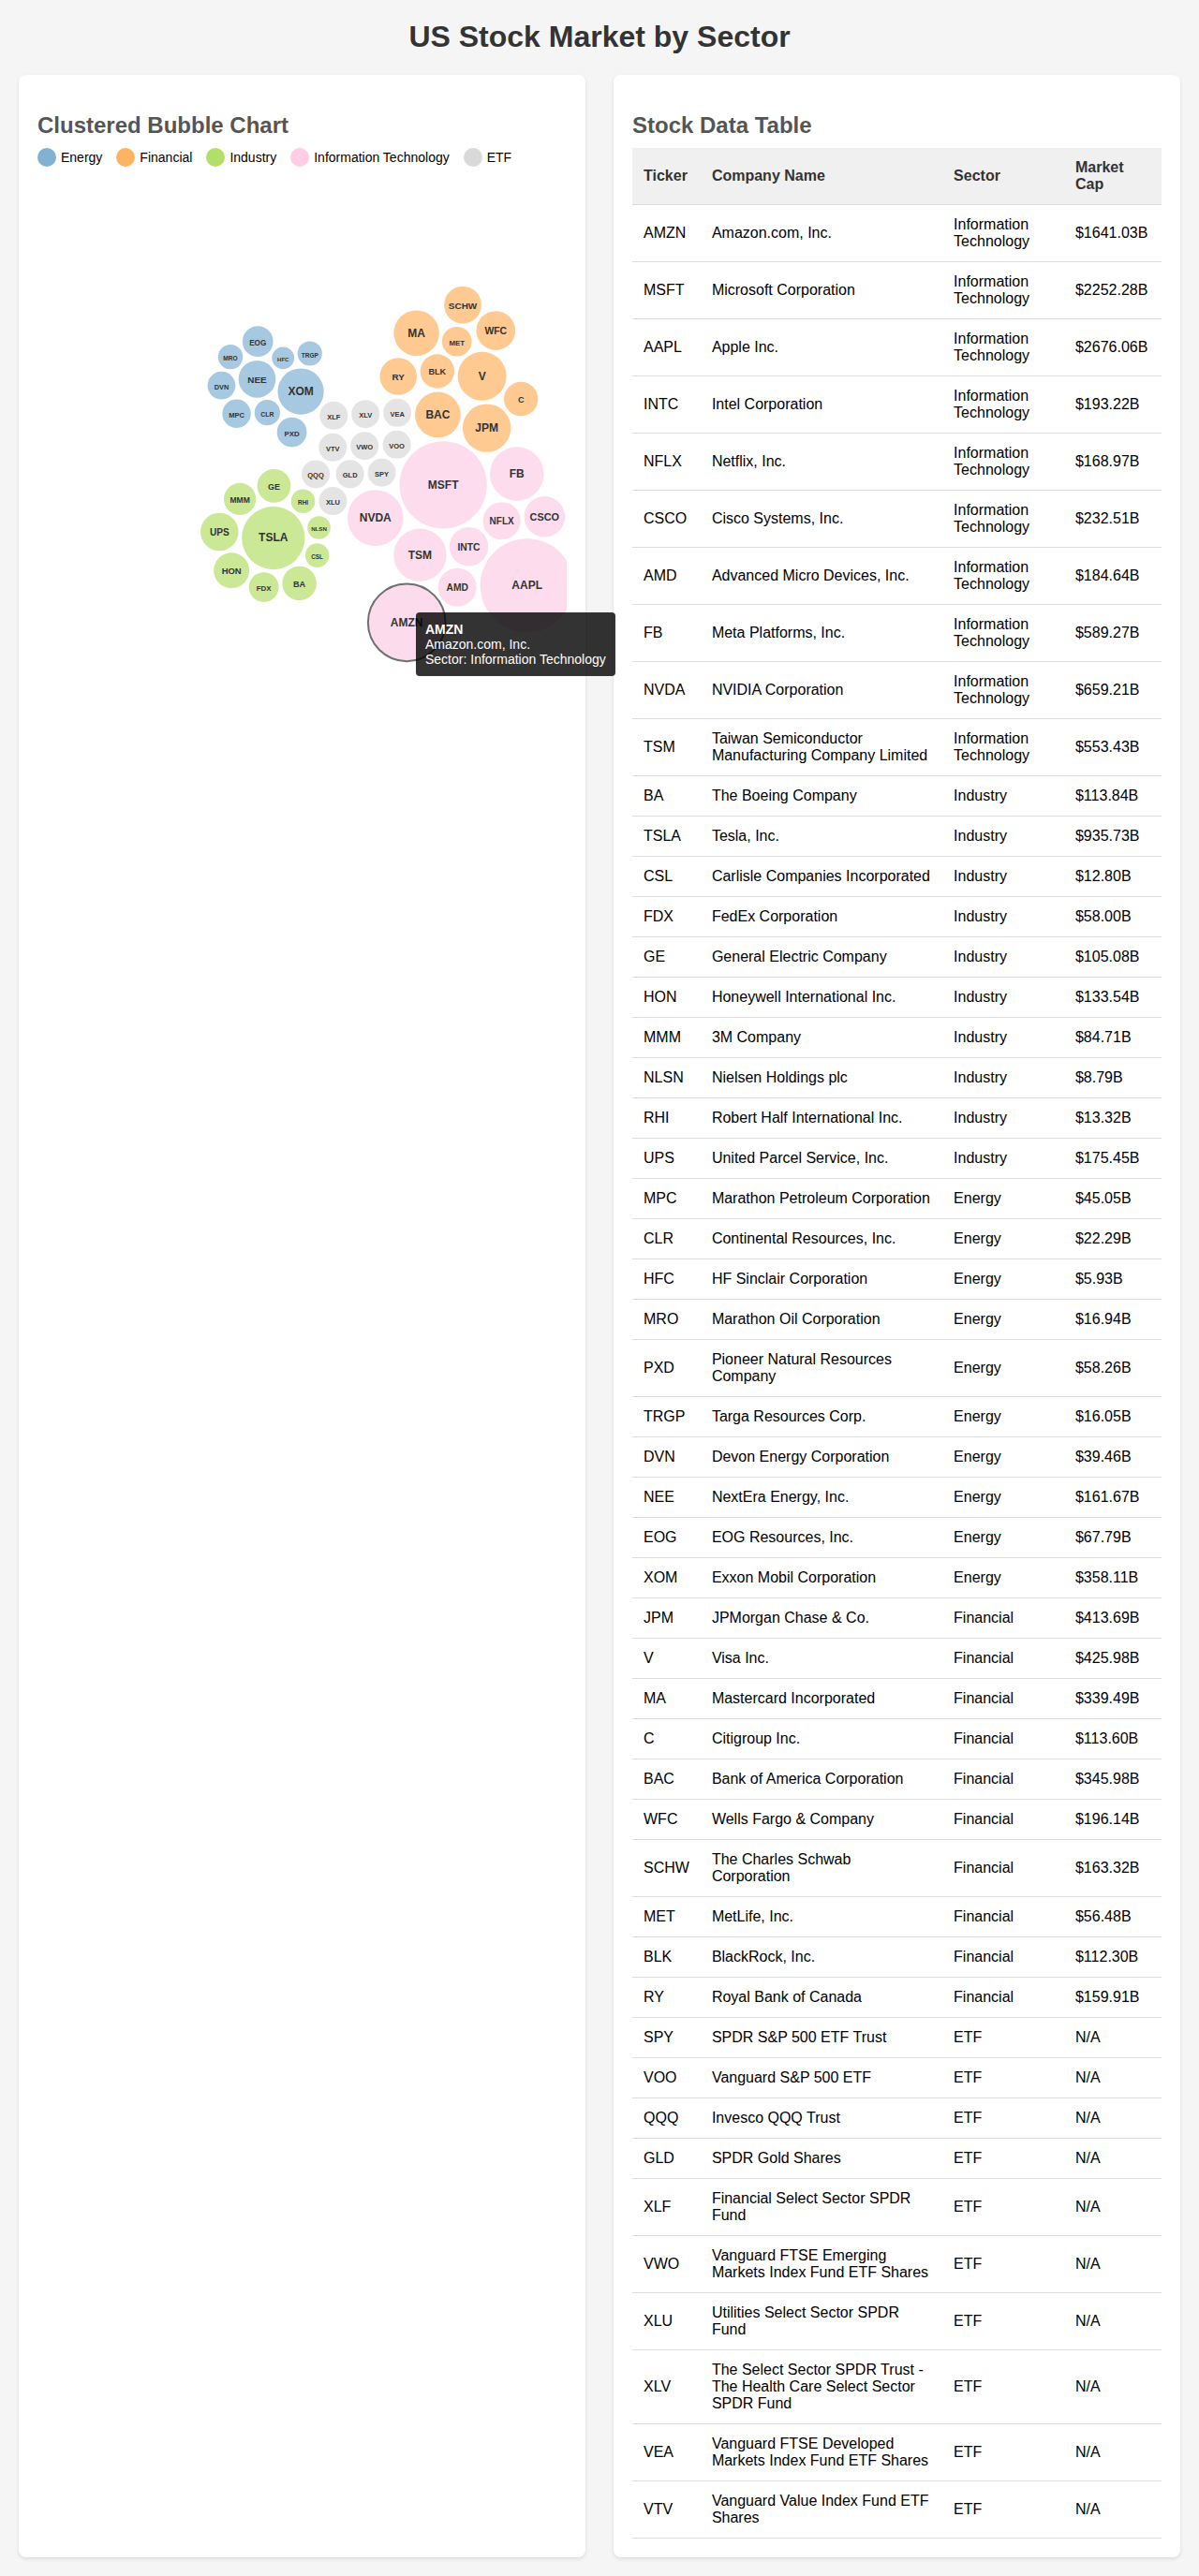 US Stock Market by Sector
Clustered Bubble Chart
Energy Financial Industry Information Technology ETF
SCHW
MA
WFC
MET
EOG
MRO
HFC
TRGP
RY
BLK
V
NEE
XOM
DVN
C
MPC
CLR
XLF
XLV
VEA
BAC
JPM
PXD
VTV
VWO
VOO
QQQ
GLD
SPY
MSFT
FB
GE
MMM
RHI
XLU
NVDA
NFLX
CSCO
UPS
TSLA
NLSN
CSL
TSM
INTC
HON
FDX
BA
AMD
AAPL
AMZN
AMZN
Amazon.com, Inc.
Sector: Information Technology
Stock Data Table
Ticker Company Name Sector Market
Cap
AMZN Amazon.com, Inc. Information
Technology $1641.03B
MSFT Microsoft Corporation Information
Technology $2252.28B
AAPL Apple Inc. Information
Technology $2676.06B
INTC Intel Corporation Information
Technology $193.22B
NFLX Netflix, Inc. Information
Technology $168.97B
CSCO Cisco Systems, Inc. Information
Technology $232.51B
AMD Advanced Micro Devices, Inc. Information
Technology $184.64B
FB Meta Platforms, Inc. Information
Technology $589.27B
NVDA NVIDIA Corporation Information
Technology $659.21B
TSM Taiwan Semiconductor
Manufacturing Company Limited Information
Technology $553.43B
BA The Boeing Company Industry $113.84B
TSLA Tesla, Inc. Industry $935.73B
CSL Carlisle Companies Incorporated Industry $12.80B
FDX FedEx Corporation Industry $58.00B
GE General Electric Company Industry $105.08B
HON Honeywell International Inc. Industry $133.54B
MMM 3M Company Industry $84.71B
NLSN Nielsen Holdings plc Industry $8.79B
RHI Robert Half International Inc. Industry $13.32B
UPS United Parcel Service, Inc. Industry $175.45B
MPC Marathon Petroleum Corporation Energy $45.05B
CLR Continental Resources, Inc. Energy $22.29B
HFC HF Sinclair Corporation Energy $5.93B
MRO Marathon Oil Corporation Energy $16.94B
PXD Pioneer Natural Resources
Company Energy $58.26B
TRGP Targa Resources Corp. Energy $16.05B
DVN Devon Energy Corporation Energy $39.46B
NEE NextEra Energy, Inc. Energy $161.67B
EOG EOG Resources, Inc. Energy $67.79B
XOM Exxon Mobil Corporation Energy $358.11B
JPM JPMorgan Chase & Co. Financial $413.69B
V Visa Inc. Financial $425.98B
MA Mastercard Incorporated Financial $339.49B
C Citigroup Inc. Financial $113.60B
BAC Bank of America Corporation Financial $345.98B
WFC Wells Fargo & Company Financial $196.14B
SCHW The Charles Schwab
Corporation Financial $163.32B
MET MetLife, Inc. Financial $56.48B
BLK BlackRock, Inc. Financial $112.30B
RY Royal Bank of Canada Financial $159.91B
SPY SPDR S&P 500 ETF Trust ETF N/A
VOO Vanguard S&P 500 ETF ETF N/A
QQQ Invesco QQQ Trust ETF N/A
GLD SPDR Gold Shares ETF N/A
XLF Financial Select Sector SPDR
Fund ETF N/A
VWO Vanguard FTSE Emerging
Markets Index Fund ETF Shares ETF N/A
XLU Utilities Select Sector SPDR
Fund ETF N/A
XLV The Select Sector SPDR Trust -
The Health Care Select Sector
SPDR Fund ETF N/A
VEA Vanguard FTSE Developed
Markets Index Fund ETF Shares ETF N/A
VTV Vanguard Value Index Fund ETF
Shares ETF N/A